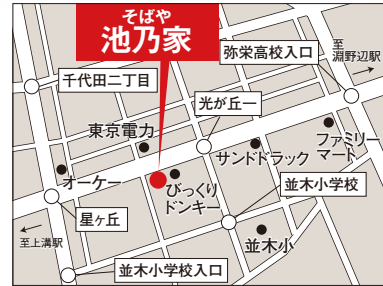 そばや
池乃家
至
淵野辺駅
弥栄高校入口
千代田二丁目
光が丘一
東京電力
ファミリー
マート
サンドドラック
オーケー
びっくり
ドンキー
並木小学校
星ヶ丘
至上溝駅
並木小
並木小学校入口